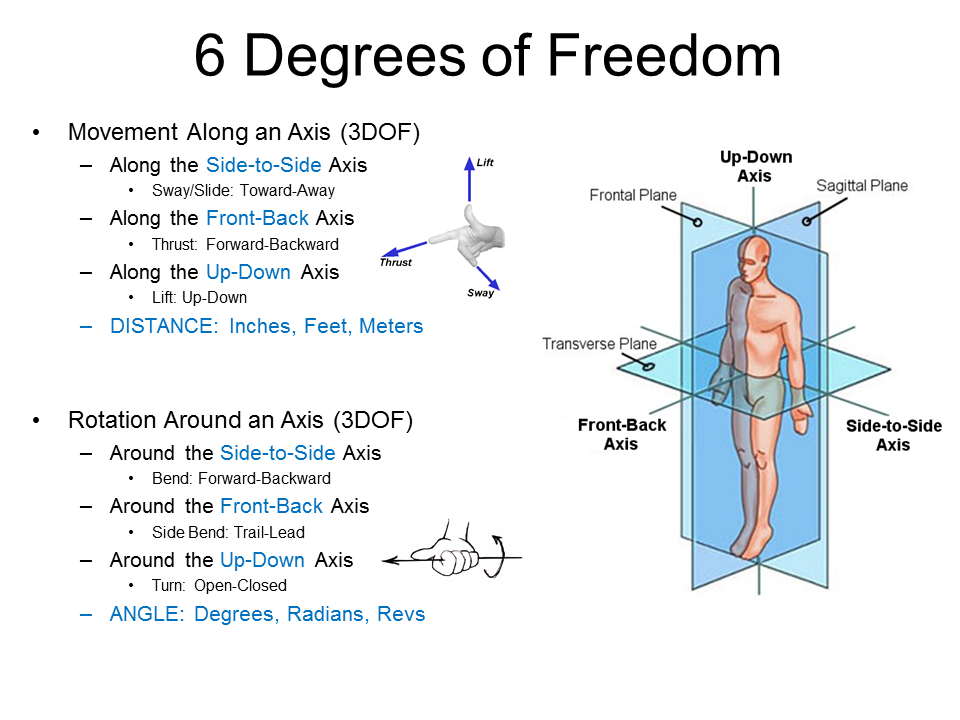 6 Degrees of Freedom
• Movement Along an Axis (3DOF)
– Along the Side-to-Side Axis
• Sway/Slide: Toward-Away
– Along the Front-Back Axis
• Thrust: Forward-Backward
– Along the Up-Down Axis
• Lift: Up-Down
– DISTANCE: Inches, Feet, Meters
Lift
Thrust
Sway
• Rotation Around an Axis (3DOF)
– Around the Side-to-Side Axis
• Bend: Forward-Backward
– Around the Front-Back Axis
• Side Bend: Trail-Lead
– Around the Up-Down Axis
• Turn: Open-Closed
– ANGLE: Degrees, Radians, Revs
Up-Down
Axis
Frontal Plane
Sagittal Plane
Transverse Plane
Front-Back
Axis
Side-to-Side
Axis